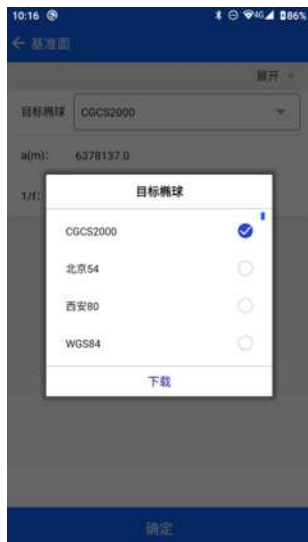 10:16 4G 86%
← 基准面
展开
目标椭球 CGCS2000
a(m): 6378137.0
1/f:
目标椭球
CGCS2000
北京54
西安80
WGS84
下载
确定